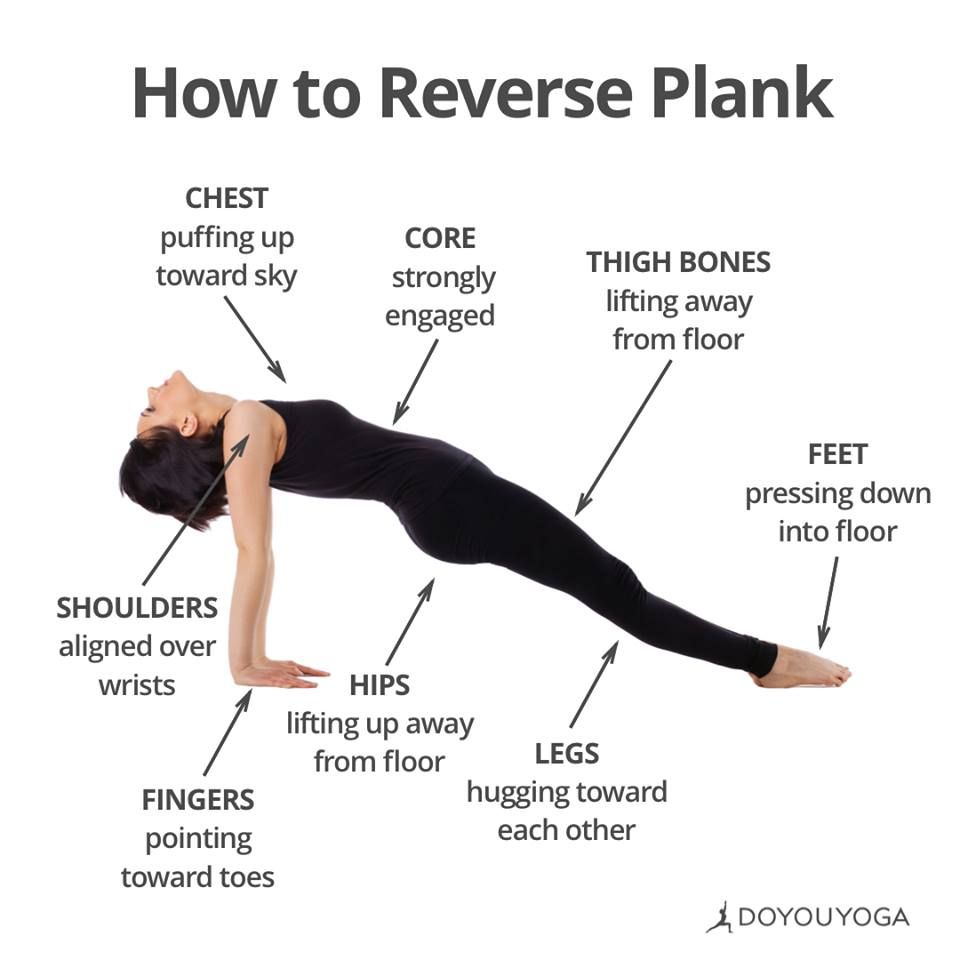 How to Reverse Plank
CHEST
puffing up
toward sky
CORE
strongly
engaged
THIGH BONES
lifting away
from floor
FEET
pressing down
into floor
SHOULDERS
aligned over
wrists
HIPS
lifting up away
from floor
LEGS
hugging toward
each other
FINGERS
pointing
toward toes
DOYOUYOGA